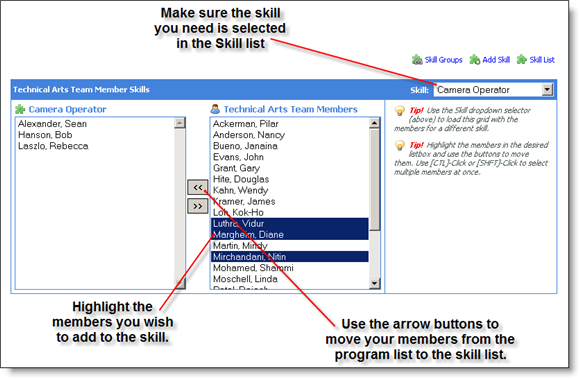 Make sure the skill
you need is selected
in the Skill list
Skill Groups Add Skill Skill List
Technical Arts Team Member Skills
Skill: Camera Operator
Camera Operator
Alexander, Sean
Hanson, Bob
Laszlo, Rebecca
<<
>>
Technical Arts Team Members
Ackerman, Pilar
Anderson, Nancy
Bueno, Janaina
Evans, John
Grant, Gary
Hite, Douglas
Kahn, Wendy
Kramer, James
Loh, Kok-Ho
Luthra, Vidur
Margheim, Diane
Martin, Mindy
Mirchandani, Nitin
Mohamed, Shammi
Moschell, Linda
Tip! Use the Skill dropdown selector
(above) to load this grid with the
members for a different skill.
Tip! Highlight the members in the desired
listbox and use the buttons to move
them. Use [CTL]-Click or [SHFT]-Click to select
multiple members at once.
Highlight the
members you wish
to add to the skill.
Use the arrow buttons to
move your members from the
program list to the skill list.